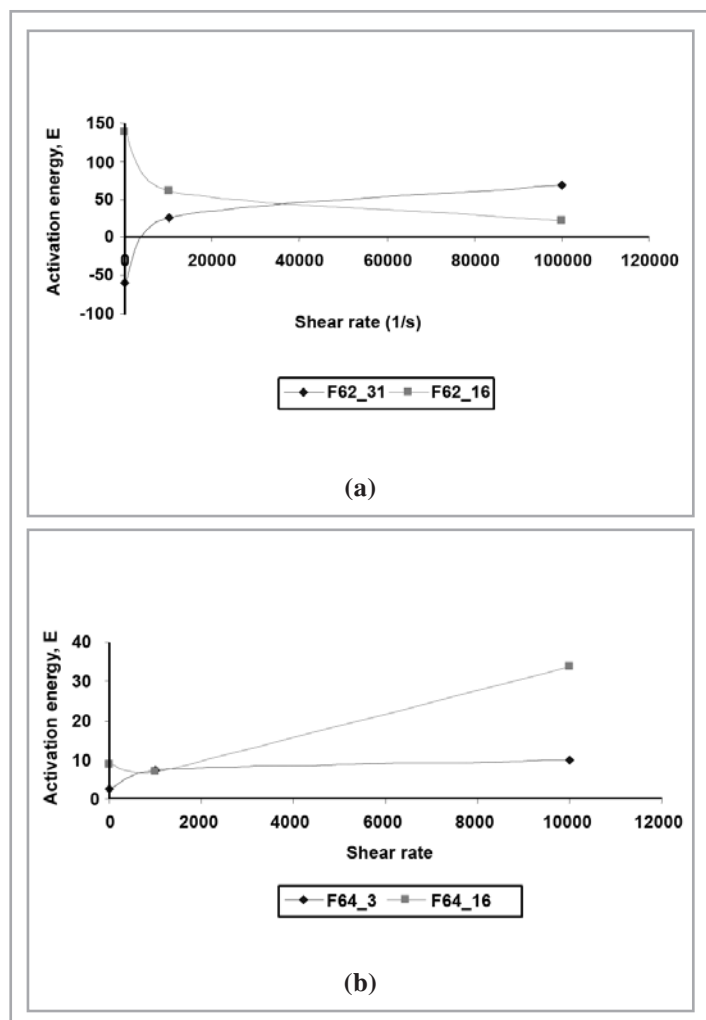 Activation energy, E
150
100
50
0
-50
-100
0 20000 40000 60000 80000 100000 120000
Shear rate (1/s)
F62_31 F62_16
(a)
Activation energy, E
40
30
20
10
0
0 2000 4000 6000 8000 10000 12000
Shear rate
F64_3 F64_16
(b)